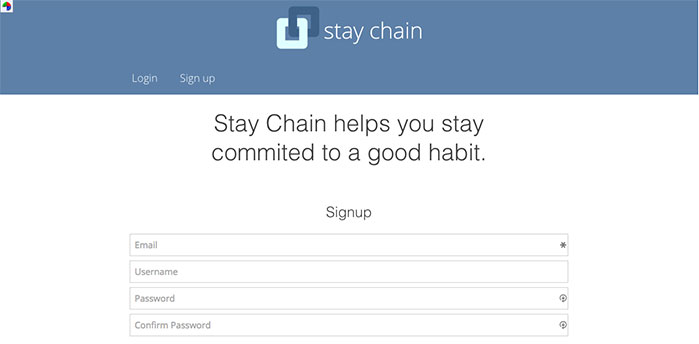 stay chain
Login
Sign up
Stay Chain helps you stay
commited to a good habit.
Signup
Email
Username
Password
Confirm Password